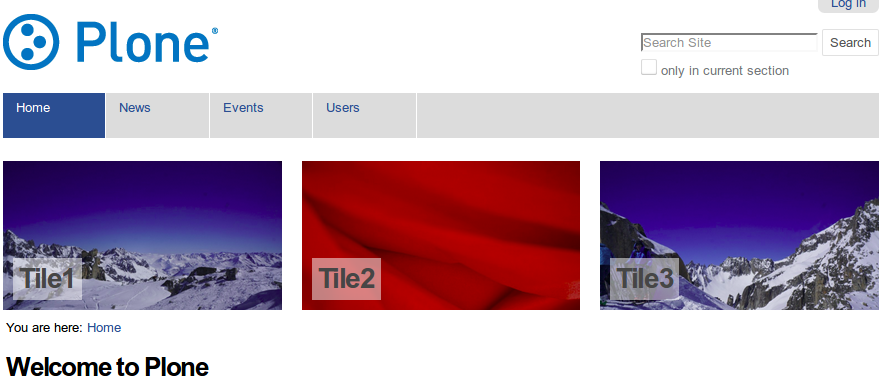 Log in
Plone®
Search Site
Search
only in current section
Home
News
Events
Users
Tile1
Tile2
Tile3
You are here: Home
Welcome to Plone